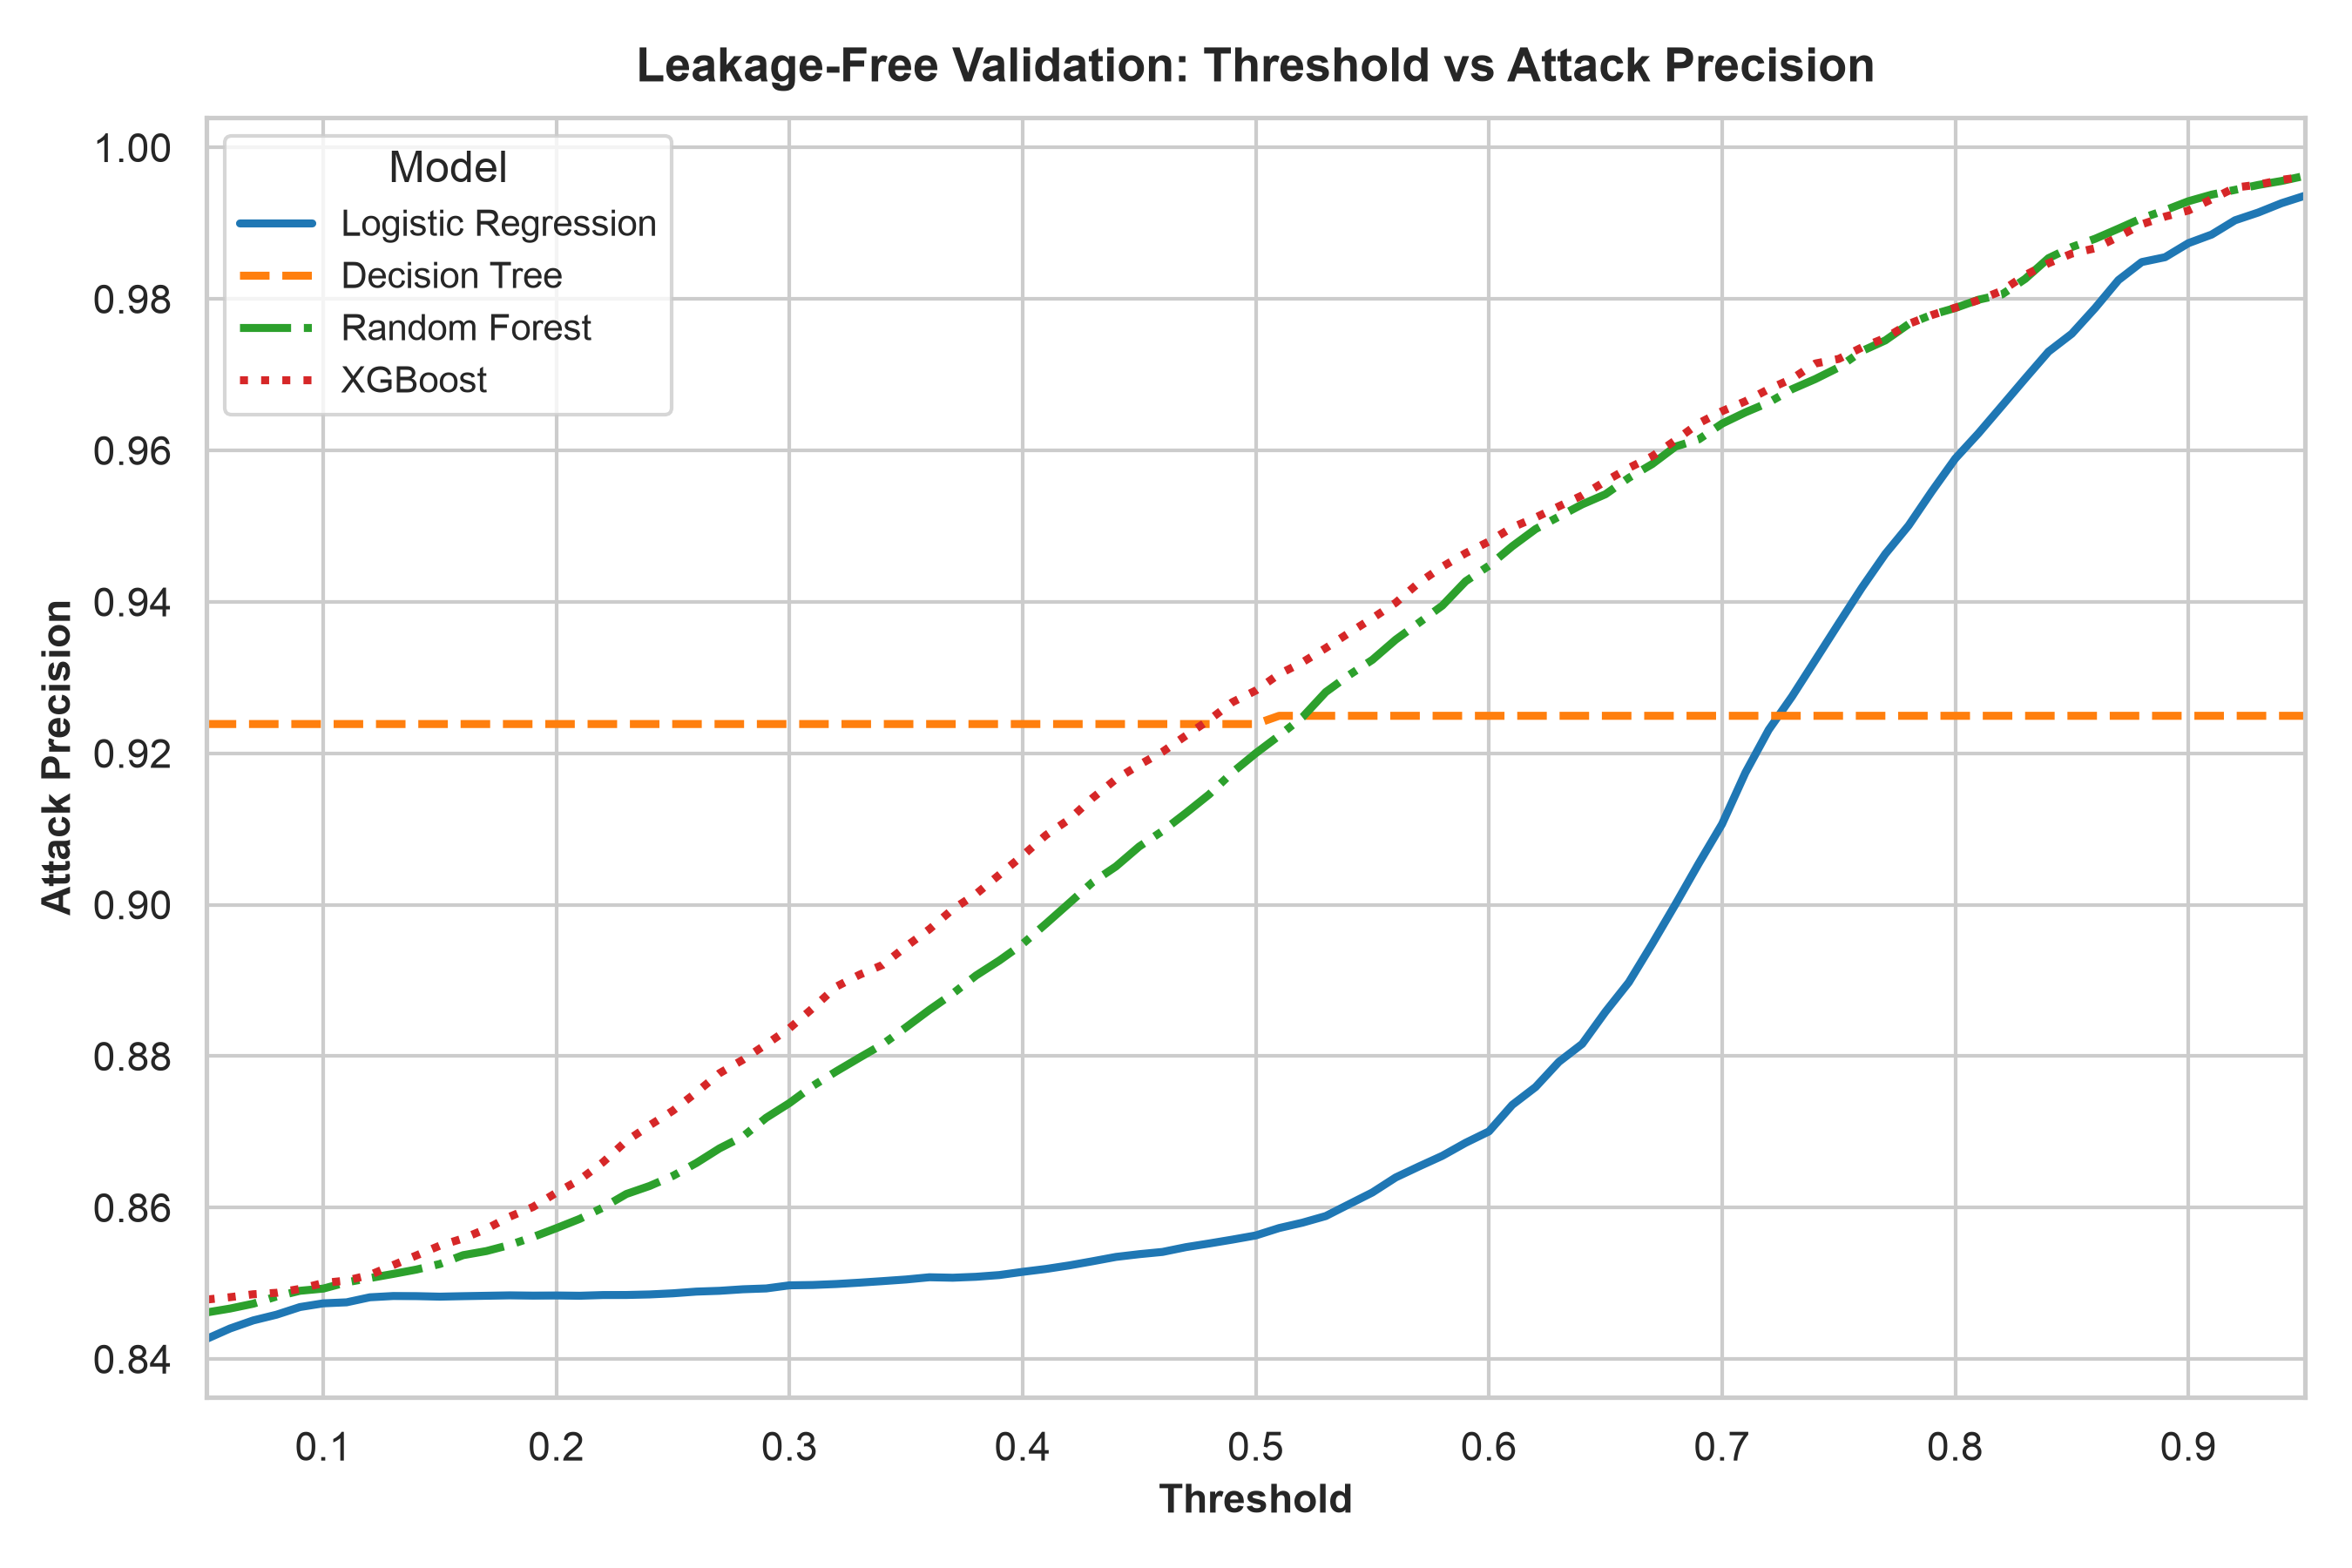 Leakage-Free Validation: Threshold vs Attack Precision
Model
Logistic Regression
Decision Tree
Random Forest
XGBoost
Attack Precision
1.00
0.98
0.96
0.94
0.92
0.90
0.88
0.86
0.84
0.1 0.2 0.3 0.4 0.5 0.6 0.7 0.8 0.9
Threshold